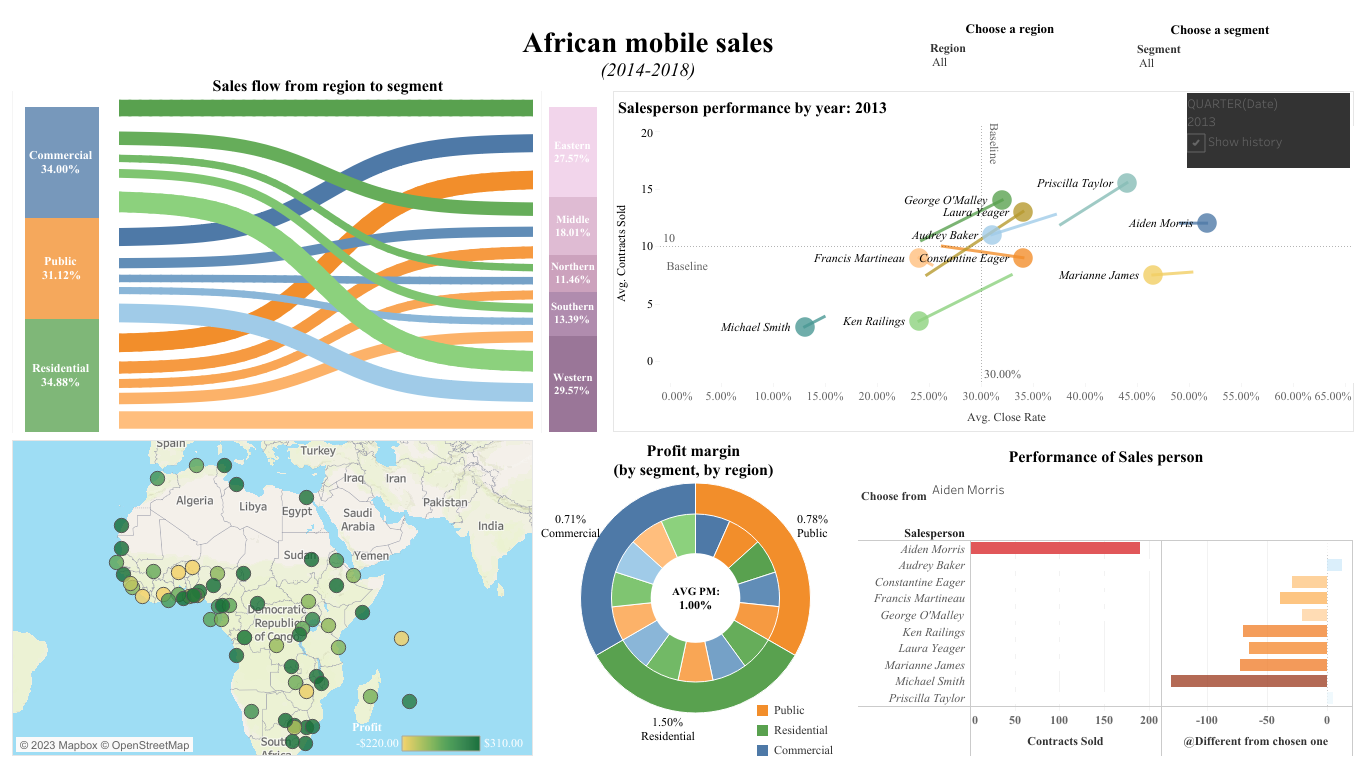 African mobile sales
(2014-2018)
Choose a region
Region
All
Choose a segment
Segment
All
Sales flow from region to segment
Commercial
34.00%
Public
31.12%
Residential
34.88%
Eastern
27.57%
Middle
18.01%
Northern
11.46%
Southern
13.39%
Western
29.57%
Salesperson performance by year: 2013
QUARTER(Date)
2013
Show history
Avg. Contracts Sold
20
15
10
5
0
Baseline
10
Baseline
30.00%
Priscilla Taylor
George O'Malley
Laura Yeager
Aiden Morris
Audrey Baker
Francis Martineau
Constantine Eager
Marianne James
Ken Railings
Michael Smith
0.00% 5.00% 10.00% 15.00% 20.00% 25.00% 30.00% 35.00% 40.00% 45.00% 50.00% 55.00% 60.00% 65.00%
Avg. Close Rate
Spain
Turkey
Iraq
Iran
Algeria
Libya
Egypt
Saudi
Arabia
Pakistan
India
Sudan
Yemen
Democratic
Republic
of Congo
South
Africa
Profit
-$220.00
$310.00
© 2023 Mapbox © OpenStreetMap
Profit margin
(by segment, by region)
0.71%
Commercial
0.78%
Public
AVG PM:
1.00%
1.50%
Residential
Public
Residential
Commercial
Performance of Sales person
Choose from
Aiden Morris
Salesperson
Aiden Morris
Audrey Baker
Constantine Eager
Francis Martineau
George O'Malley
Ken Railings
Laura Yeager
Marianne James
Michael Smith
Priscilla Taylor
0 50 100 150 200
Contracts Sold
-100 -50 0
@Different from chosen one